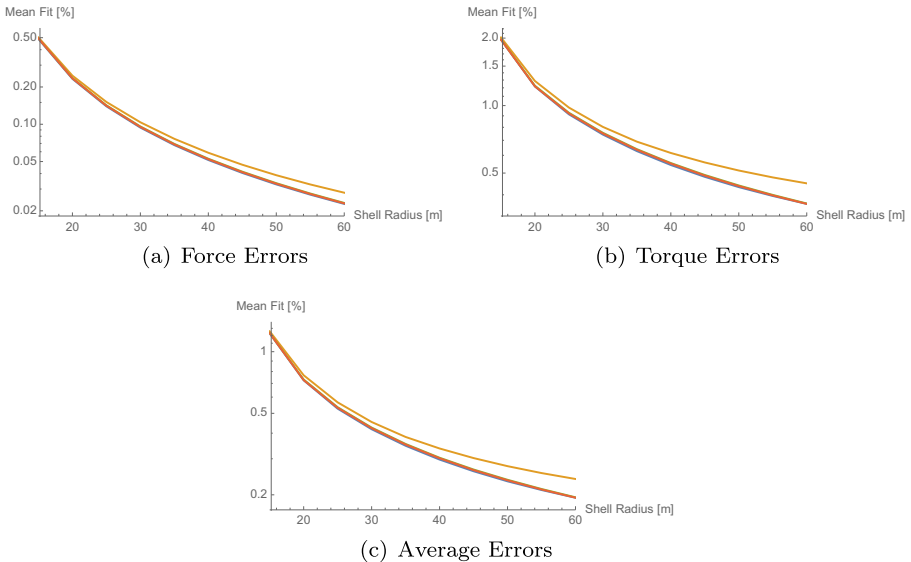 Mean Fit [%]
0.50
0.20
0.10
0.05
0.02
20 30 40 50 60
Shell Radius [m]
(a) Force Errors
Mean Fit [%]
2.0
1.5
1.0
0.5
20 30 40 50 60
Shell Radius [m]
(b) Torque Errors
Mean Fit [%]
1
0.5
0.2
20 30 40 50 60
Shell Radius [m]
(c) Average Errors